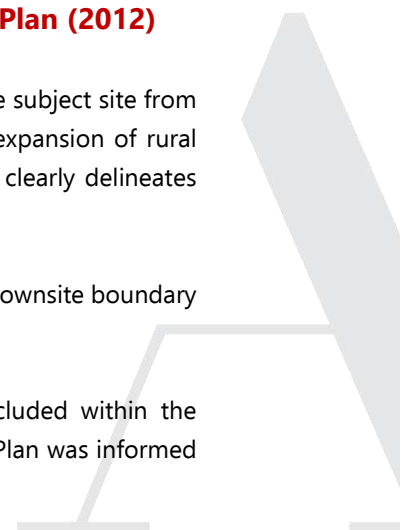 Plan (2012)
e subject site from
expansion of rural
clearly delineates
ownsite boundary
cluded within the
Plan was informed